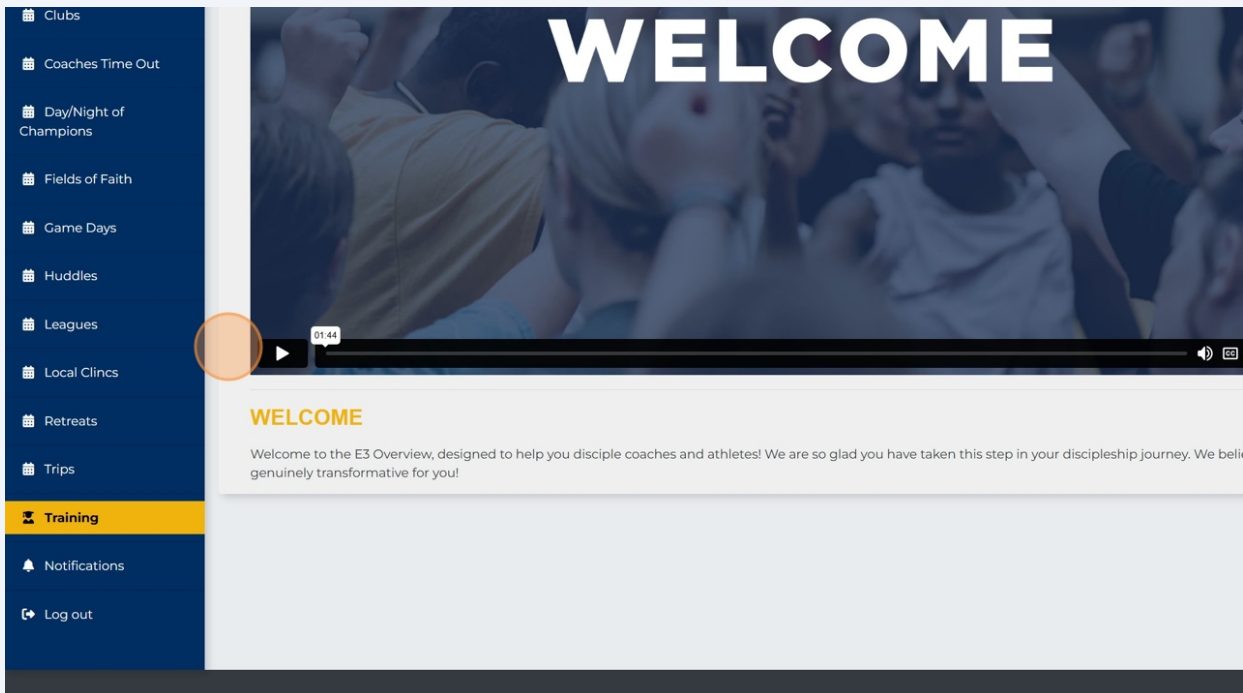 Clubs
Coaches Time Out
Day/Night of
Champions
Fields of Faith
Game Days
Huddles
Leagues
Local Clincs
Retreats
Trips
Training
Notifications
Log out
WELCOME
01:44
CC
WELCOME
Welcome to the E3 Overview, designed to help you disciple coaches and athletes! We are so glad you have taken this step in your discipleship journey. We beli
genuinely transformative for you!